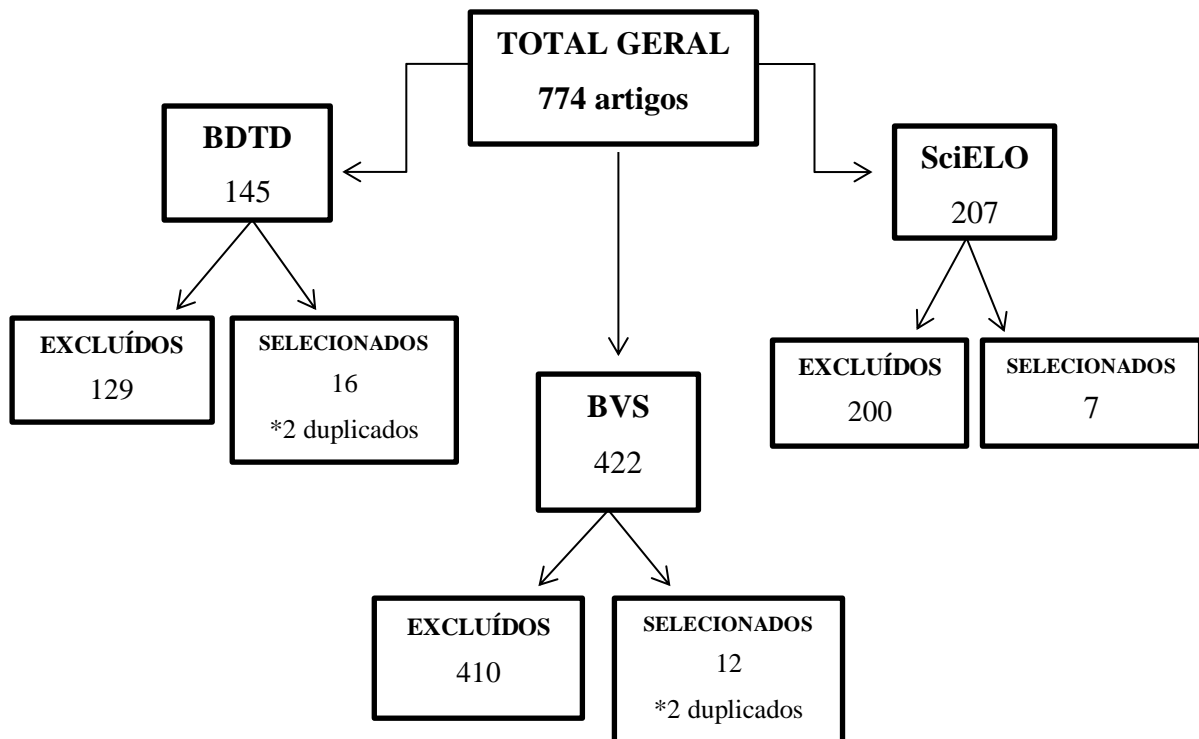 TOTAL GERAL
774 artigos
BDTD
145
SciELO
207
EXCLUÍDOS
129
SELECIONADOS
16
*2 duplicados
BVS
422
EXCLUÍDOS
200
SELECIONADOS
7
EXCLUÍDOS
410
SELECIONADOS
12
*2 duplicados